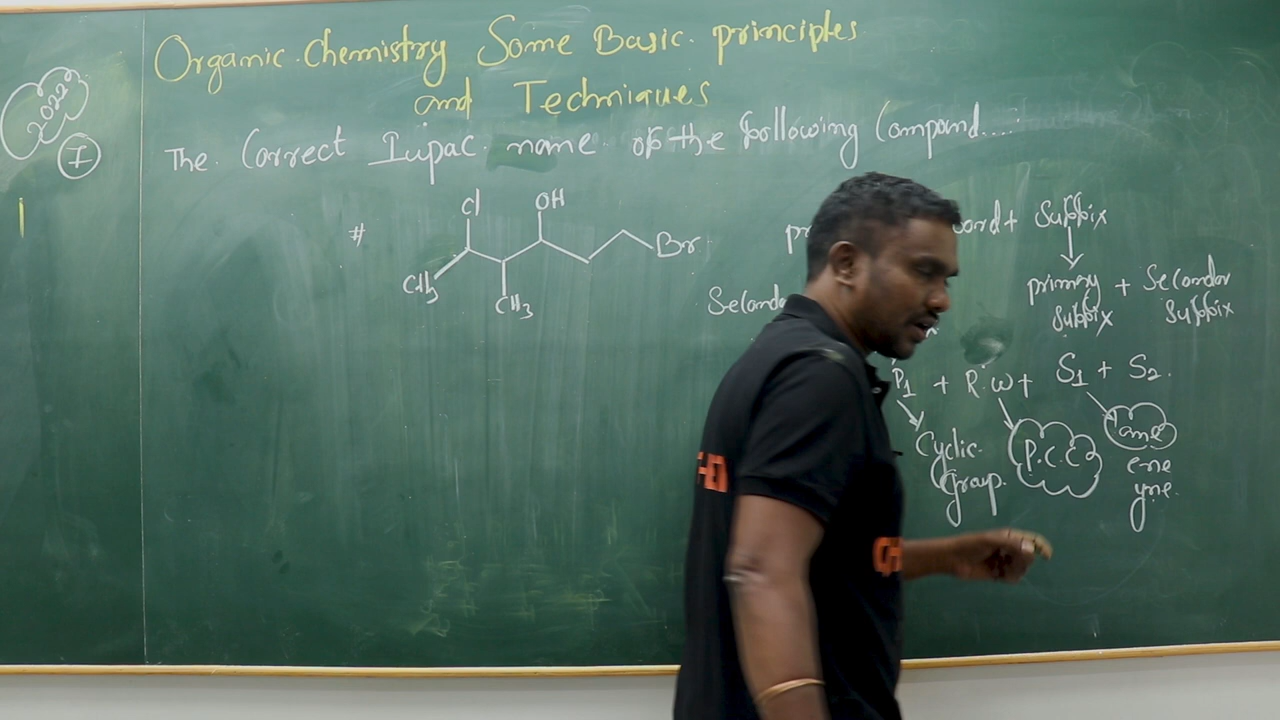 Organic Chemistry Some Basic principles
and Techniques
2022
I
The Correct Iupac name of the following Compound....:
1
#
Cl
OH
Br
CH3
CH3
+ Suffix
primary + Secondar
Suffix Suffix
P1 + R.W + S1 + S2.
Cyclic
group.
P.C.C
ane
ene
yne.